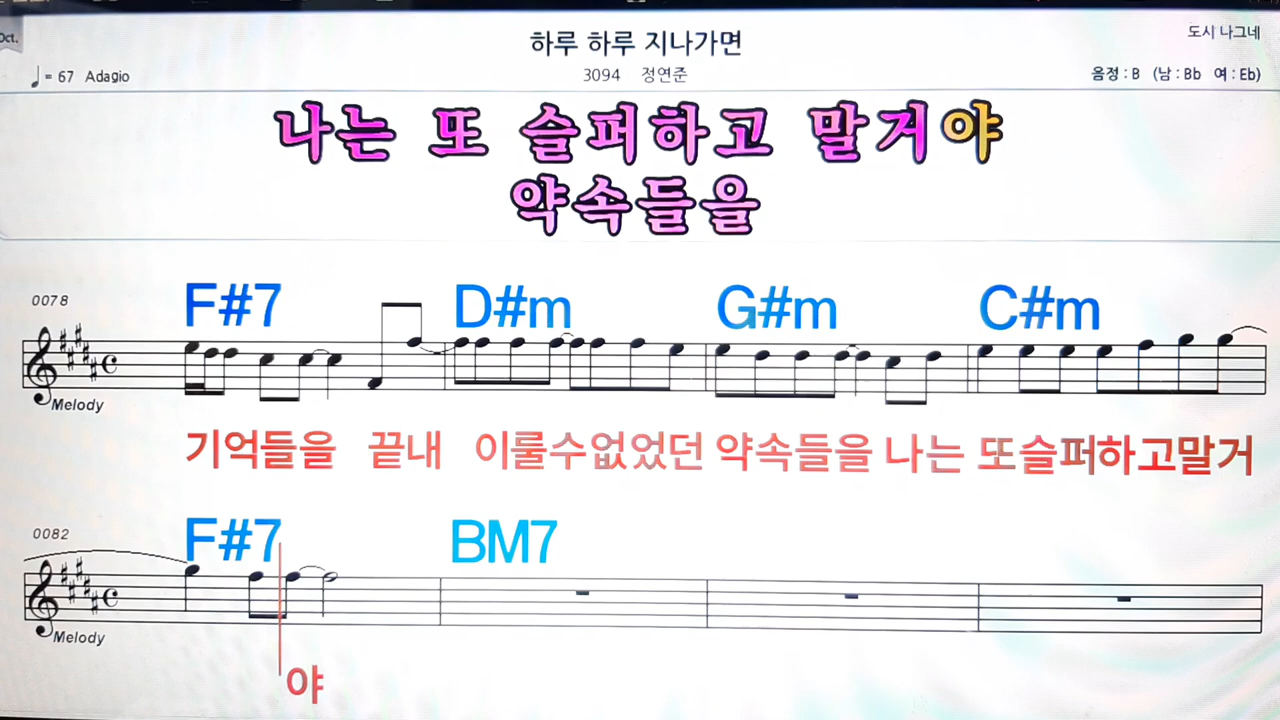 Oct.
하루 하루 지나가면
도시 나그네
♩= 67 Adagio
3094 정연준
음정 : B (남 : Bb 여 : Eb)
나는 또 슬퍼하고 말거야
약속들을
0078
F#7 D#m G#m C#m
Melody
기억들을 끝내 이룰수없었던 약속들을 나는 또슬퍼하고말거
0082
F#7 BM7
Melody
야